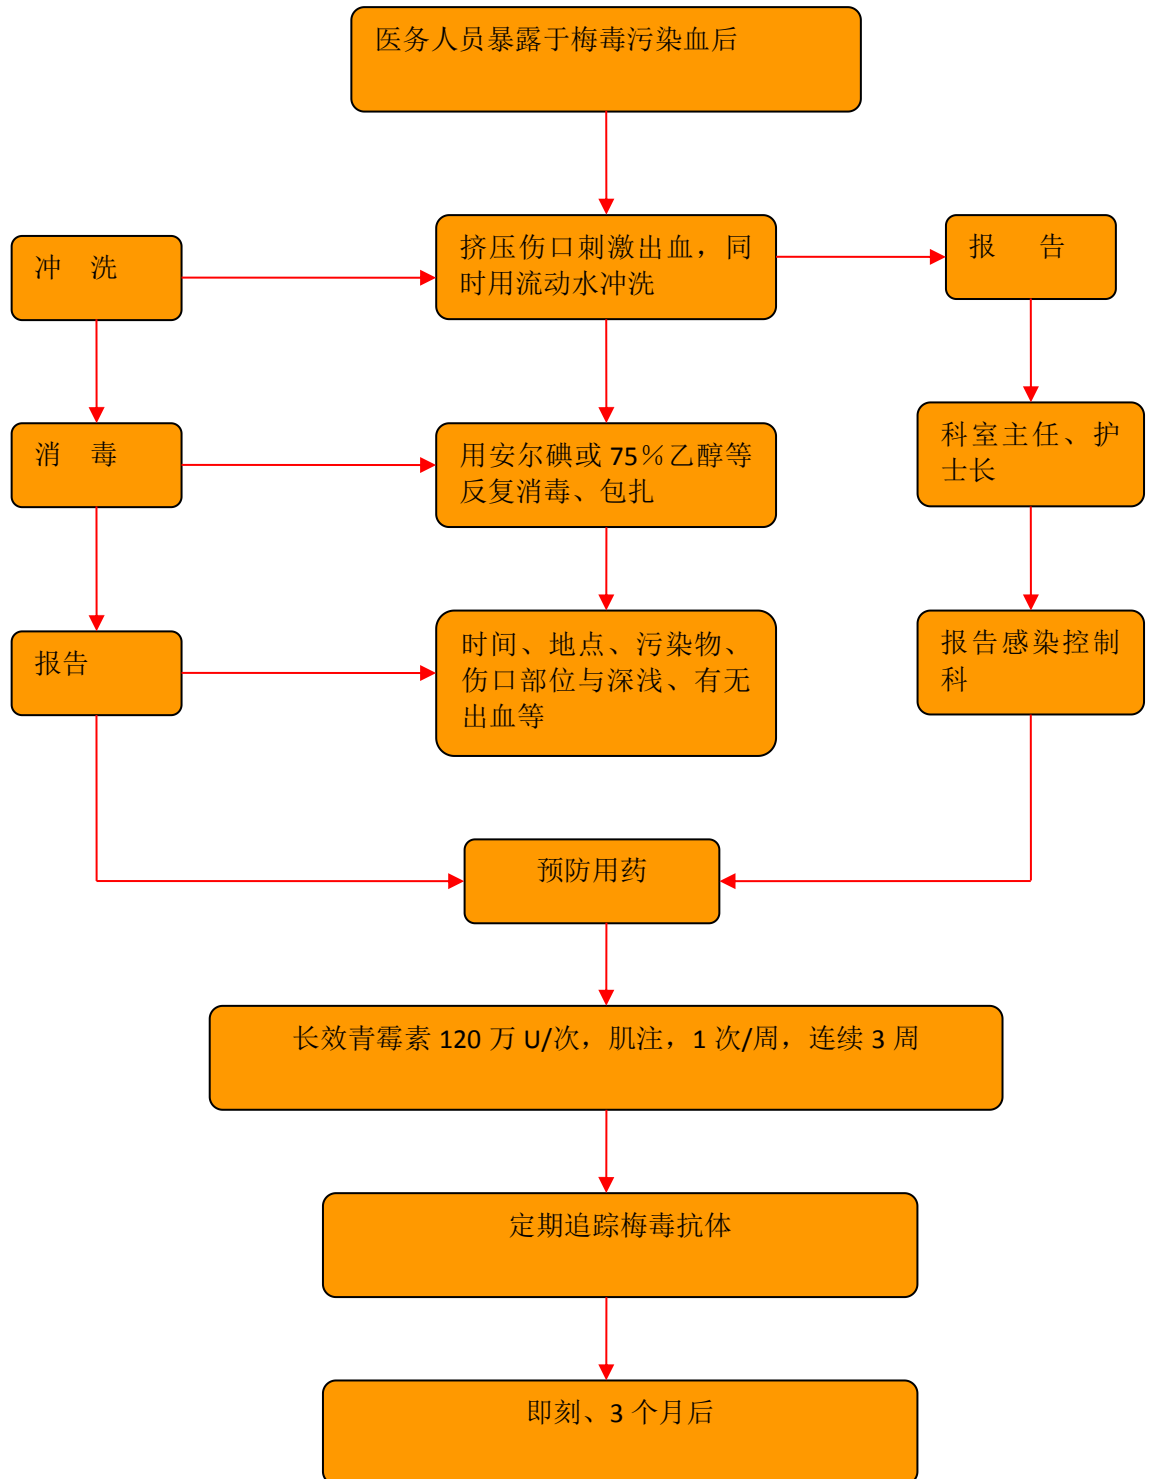 医务人员暴露于梅毒污染血后
冲　洗
挤压伤口刺激出血，同
时用流动水冲洗
报　　告
消　毒
用安尔碘或 75％乙醇等
反复消毒、包扎
科室主任、护
士长
报告
时间、地点、污染物、
伤口部位与深浅、有无
出血等
报告感染控制
科
预防用药
长效青霉素 120 万 U/次，肌注，1 次/周，连续 3 周
定期追踪梅毒抗体
即刻、3 个月后